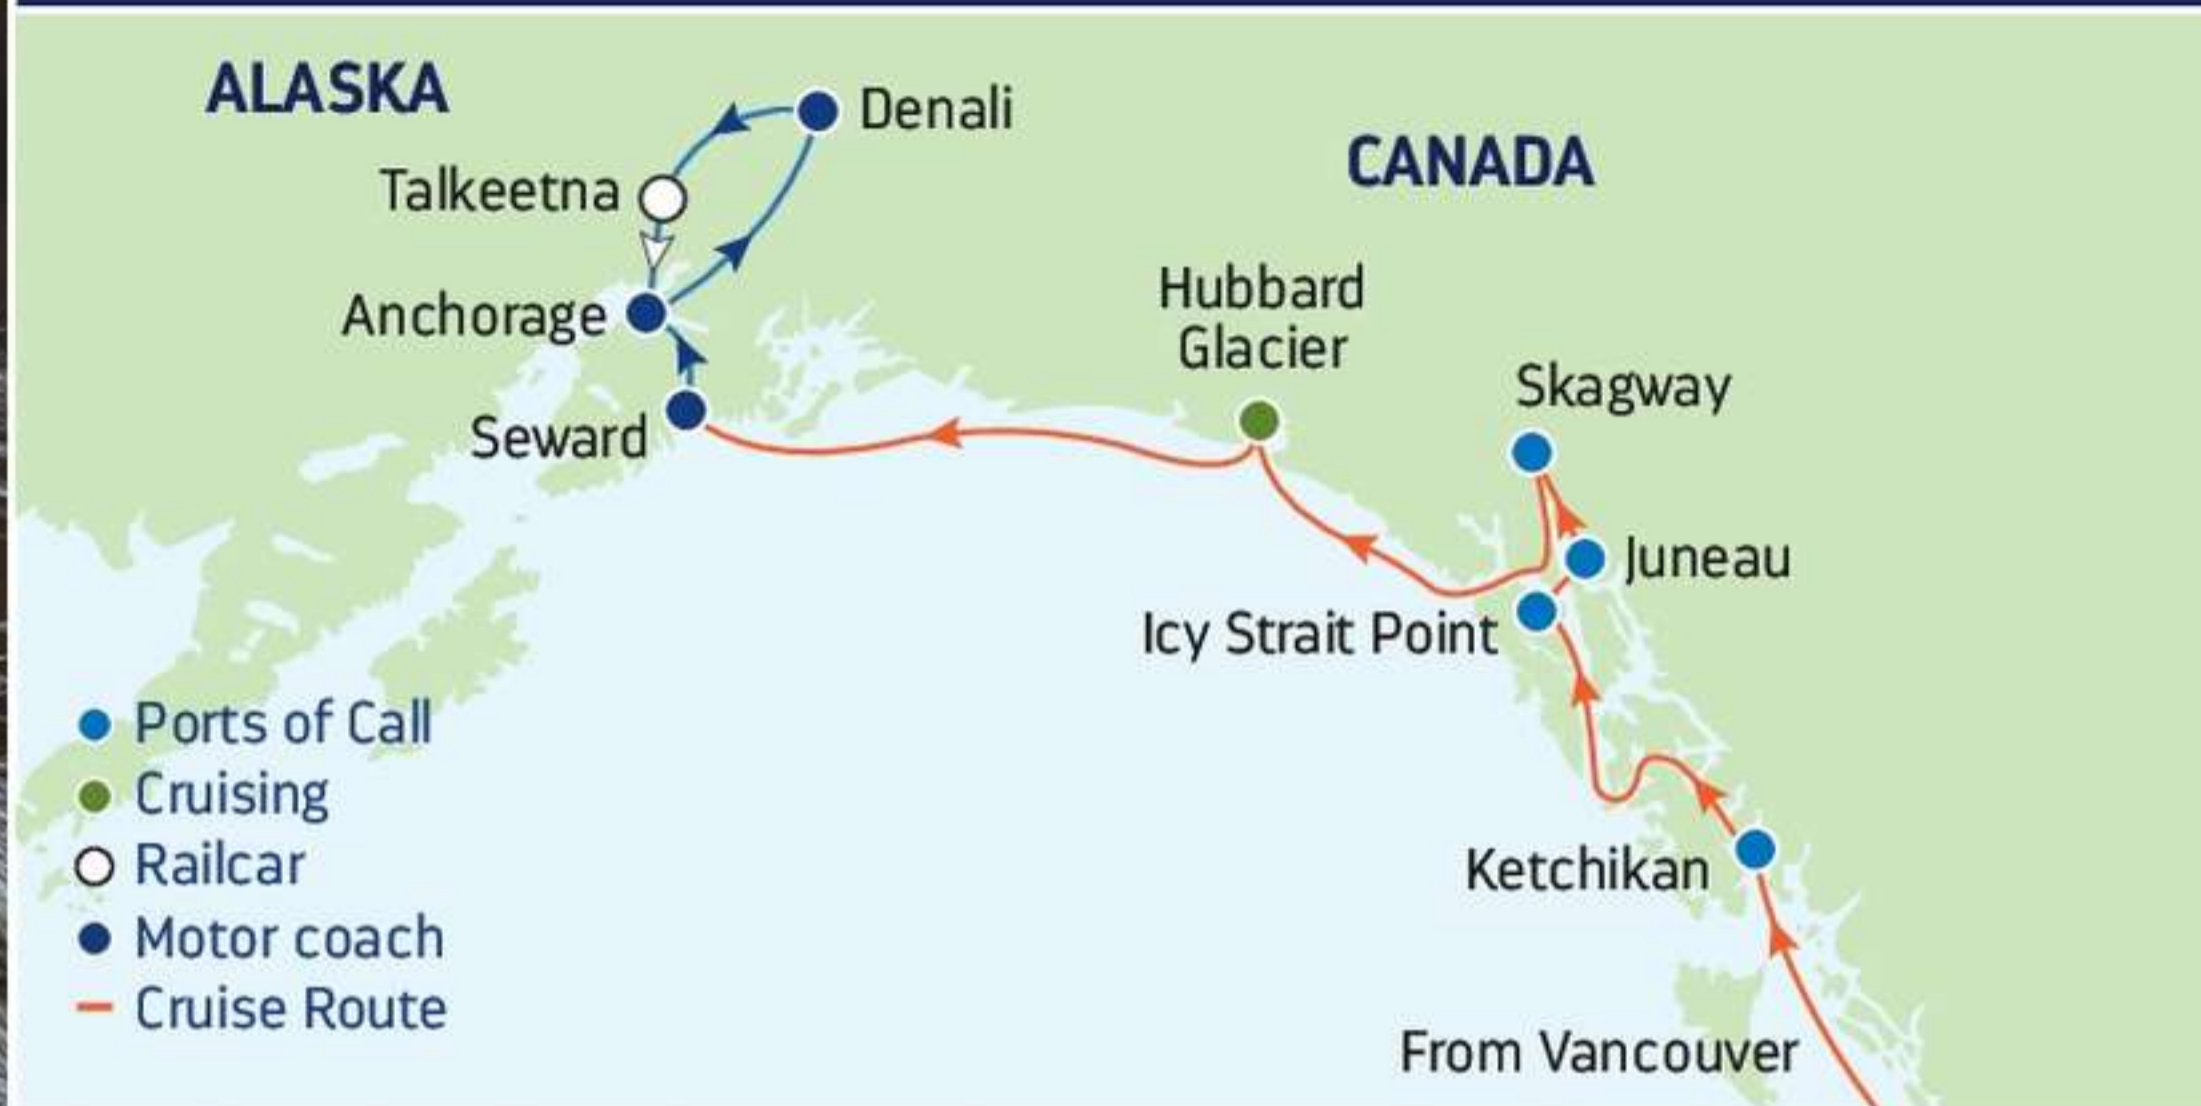 ALASKA
Denali
CANADA
Talkeetna
Hubbard
Glacier
Anchorage
Skagway
Seward
Juneau
Icy Strait Point
Ports of Call
Cruising
Railcar
Ketchikan
Motor coach
Cruise Route
From Vancouver